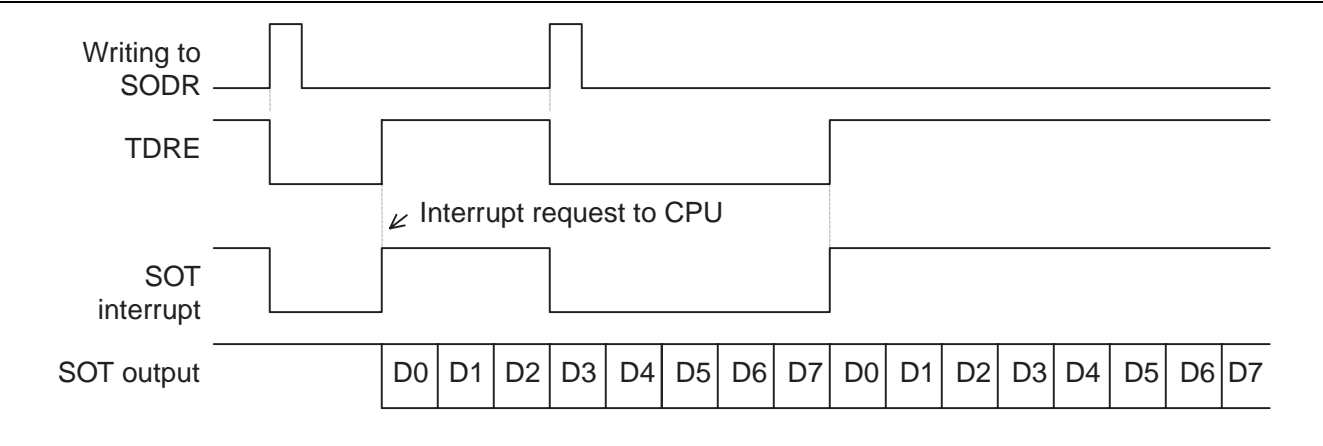 Writing to
SODR
TDRE
Interrupt request to CPU
SOT
interrupt
SOT output D0 D1 D2 D3 D4 D5 D6 D7 D0 D1 D2 D3 D4 D5 D6 D7